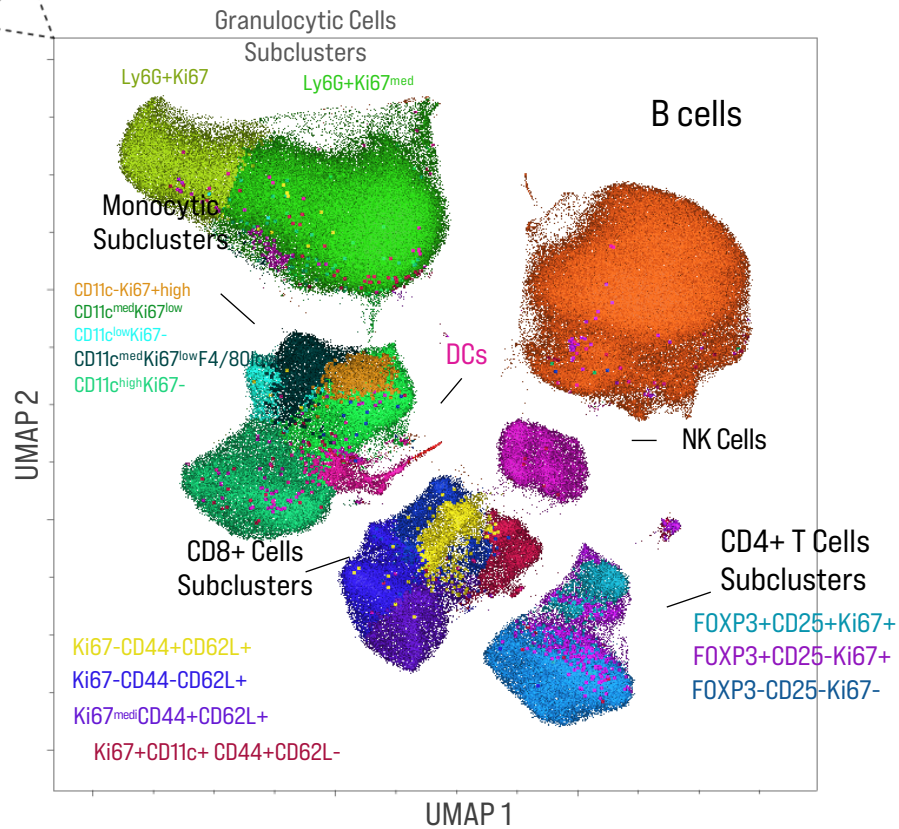 Granulocytic Cells
Subclusters
Ly6G+Ki67
Ly6G+Ki67med
B cells
Monocytic
Subclusters
CD11c-Ki67+high
CD11cmedKi67low
CD11clowKi67-
CD11cmedKi67lowF4/80low
CD11chighKi67-
DCs
NK Cells
CD8+ Cells
Subclusters
CD4+ T Cells
Subclusters
FOXP3+CD25+Ki67+
FOXP3+CD25-Ki67+
FOXP3-CD25-Ki67-
Ki67-CD44+CD62L+
Ki67-CD44-CD62L+
Ki67mediCD44+CD62L+
Ki67+CD11c+ CD44+CD62L-
UMAP 2
UMAP 1